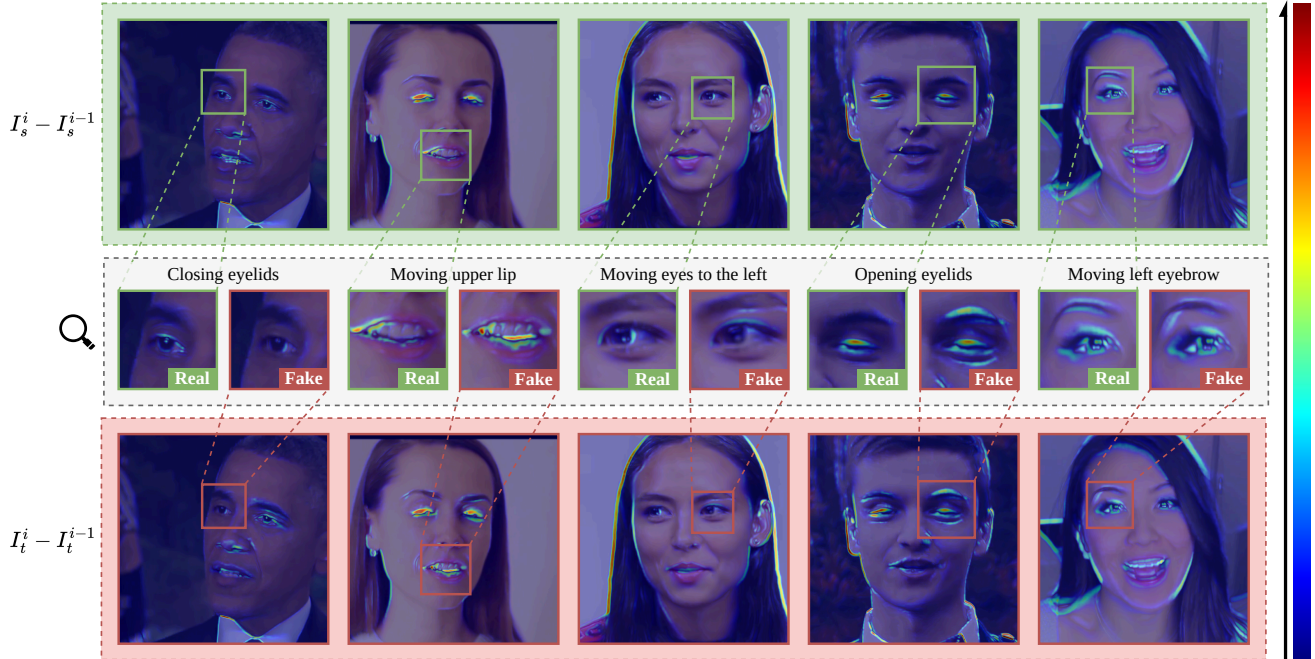 $I_s^i - I_s^{i-1}$
Closing eyelids
Moving upper lip
Moving eyes to the left
Opening eyelids
Moving left eyebrow
Real Fake Real Fake Real Fake Real Fake Real Fake
$I_t^i - I_t^{i-1}$